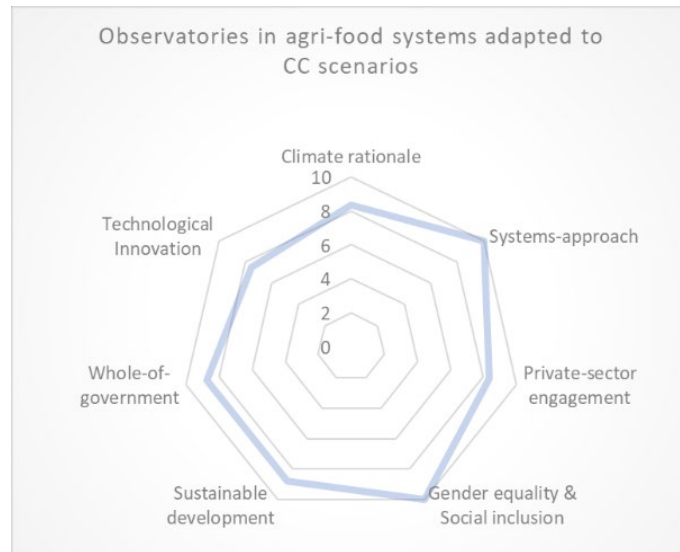 Observatories in agri-food systems adapted to
CC scenarios
Climate rationale
10
8
6
4
2
0
Systems-approach
Private-sector
engagement
Gender equality &
Social inclusion
Sustainable
development
Whole-of-
government
Technological
Innovation